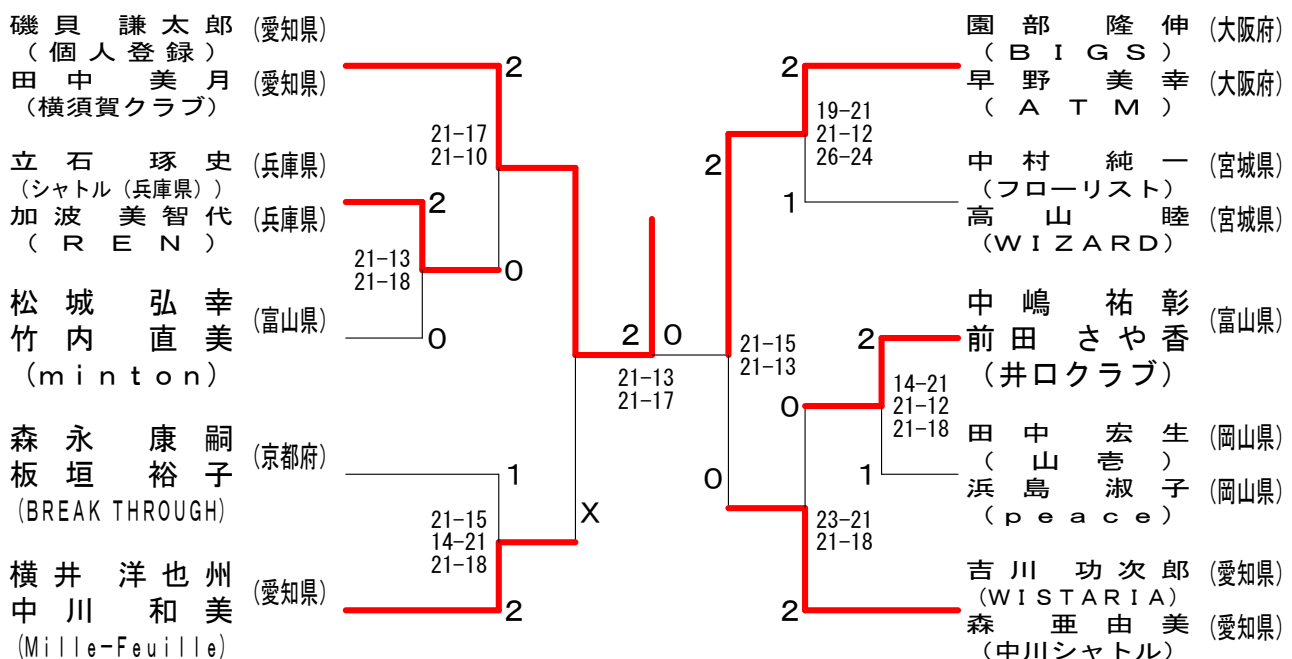 磯貝 謙太郎 (愛知県)
(個人登録)
田中 美月 (愛知県)
(横須賀クラブ)
2
21-17
21-10
立石 琢史 (兵庫県)
(シャトル(兵庫県))
加波 美智代 (兵庫県)
(REN)
2
0
21-13
21-18
松城 弘幸
竹内 直美
(minton)
(富山県)
0
森永 康嗣
板垣 裕子
(BREAK THROUGH)
(京都府)
1
21-15
14-21
21-18
X
横井 洋也州
中川 和美
(Mille-Feuille)
(愛知県)
2
2 0
21-13
21-17
園部 隆伸 (大阪府)
(BIGS)
早野 美幸 (大阪府)
(ATM)
2
19-21
21-12
26-24
2
中村 純一 (宮城県)
(フローリスト)
高山 睦 (宮城県)
(WIZARD)
1
21-15
21-13
中嶋 祐彰
前田 さや香
(井口クラブ)
(富山県)
2
14-21
21-12
21-18
0
田中 宏生 (岡山県)
(山壱)
浜島 淑子 (岡山県)
(peace)
1
0
23-21
21-18
吉川 功次郎 (愛知県)
(WISTARIA)
森 亜由美 (愛知県)
(中川シャトル)
2